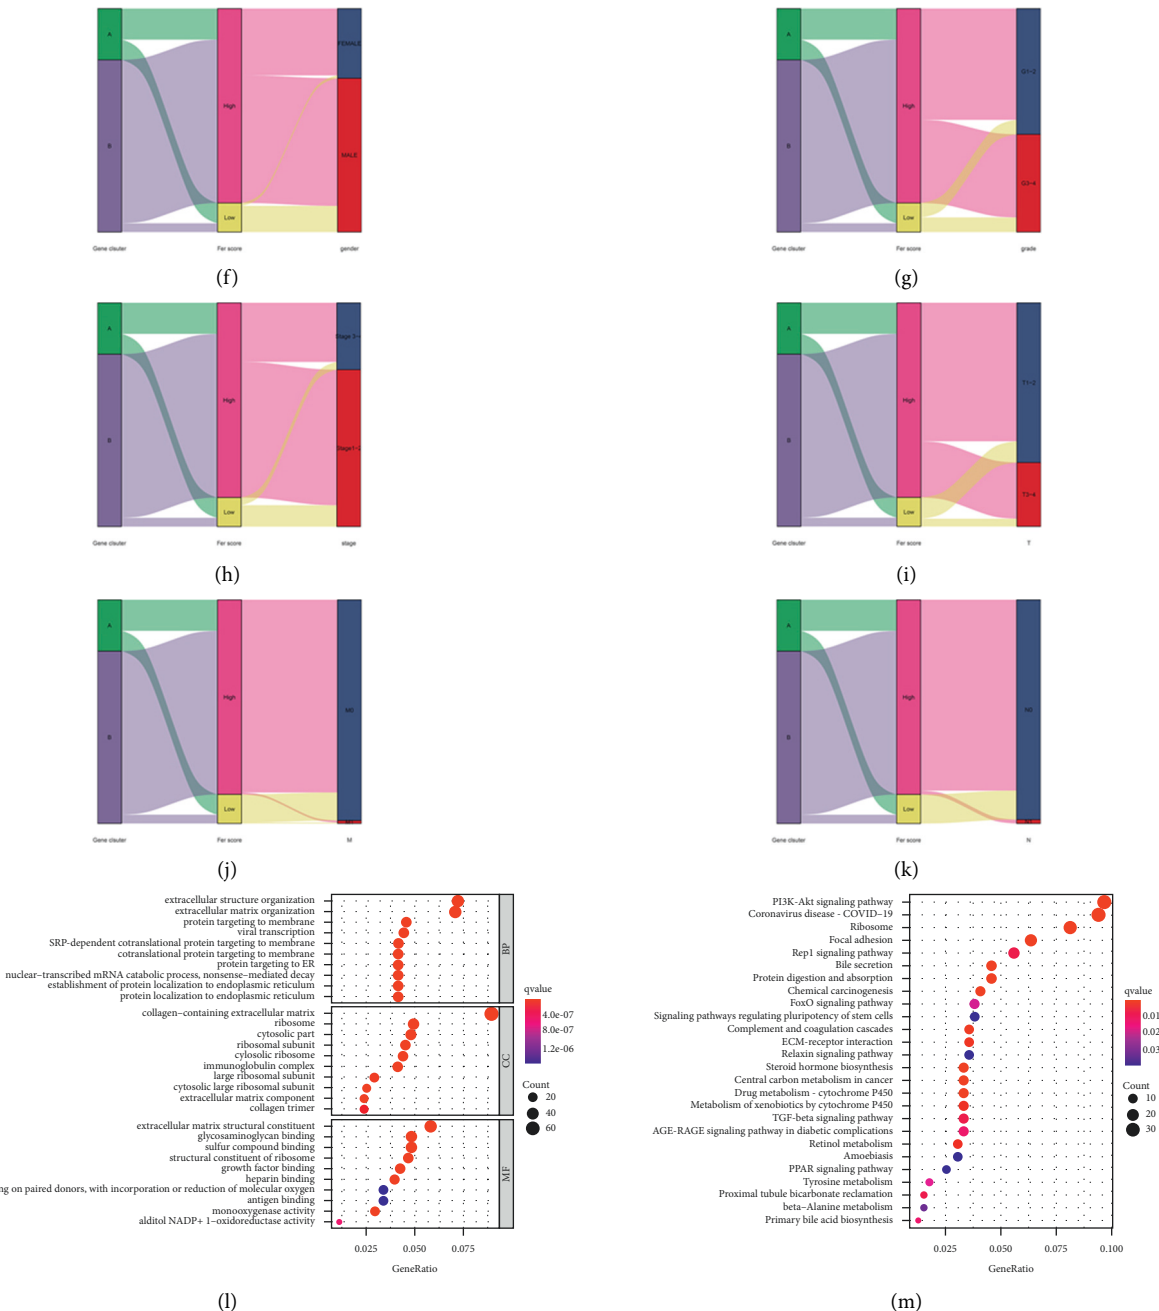 A
B
High
Low
FEMALE
MALE
Gene cluster
Fer score
gender
(f)
A
B
High
Low
G1-2
G3-4
Gene cluster
Fer score
grade
(g)
A
B
High
Low
Stage 3-
Stage1-2
Gene cluster
Fer score
stage
(h)
A
B
High
Low
T1-2
T3-4
Gene cluster
Fer score
T
(i)
A
B
High
Low
M0
Gene cluster
Fer score
M
(j)
A
B
High
Low
N0
Gene cluster
Fer score
N
(k)
extracellular structure organization
extracellular matrix organization
protein targeting to membrane
viral transcription
SRP-dependent cotranslational protein targeting to membrane
cotranslational protein targeting to membrane
protein targeting to ER
nuclear-transcribed mRNA catabolic process, nonsense-mediated decay
establishment of protein localization to endoplasmic reticulum
protein localization to endoplasmic reticulum
BP
collagen-containing extracellular matrix
ribosome
cytosolic part
ribosomal subunit
cylosolic ribosome
immunoglobulin complex
large ribosomal subunit
cytosolic large ribosomal subunit
extracellular matrix component
collagen trimer
CC
extracellular matrix structural constituent
glycosaminoglycan binding
sulfur compound binding
structural constituent of ribosome
growth factor binding
heparin binding
ng on paired donors, with incorporation or reduction of molecular oxygen
antigen binding
monooxygenase activity
alditol NADP+ 1-oxidoreductase activity
MF
0.025
0.050
0.075
GeneRatio
qvalue
4.0e-07
8.0e-07
1.2e-06
Count
20
40
60
(l)
PI3K-Akt signaling pathway
Coronavirus disease - COVID-19
Ribosome
Focal adhesion
Rep1 signaling pathway
Bile secretion
Protein digestion and absorption
Chemical carcinogenesis
FoxO signaling pathway
Signaling pathways regulating pluripotency of stem cells
Complement and coagulation cascades
ECM-receptor interaction
Relaxin signaling pathway
Steroid hormone biosynthesis
Central carbon metabolism in cancer
Drug metabolism - cytochrome P450
Metabolism of xenobiotics by cytochrome P450
TGF-beta signaling pathway
AGE-RAGE signaling pathway in diabetic complications
Retinol metabolism
Amoebiasis
PPAR signaling pathway
Tyrosine metabolism
Proximal tubule bicarbonate reclamation
beta-Alanine metabolism
Primary bile acid biosynthesis
0.025
0.050
0.075
0.100
GeneRatio
qvalue
0.01
0.02
0.03
Count
10
20
30
(m)